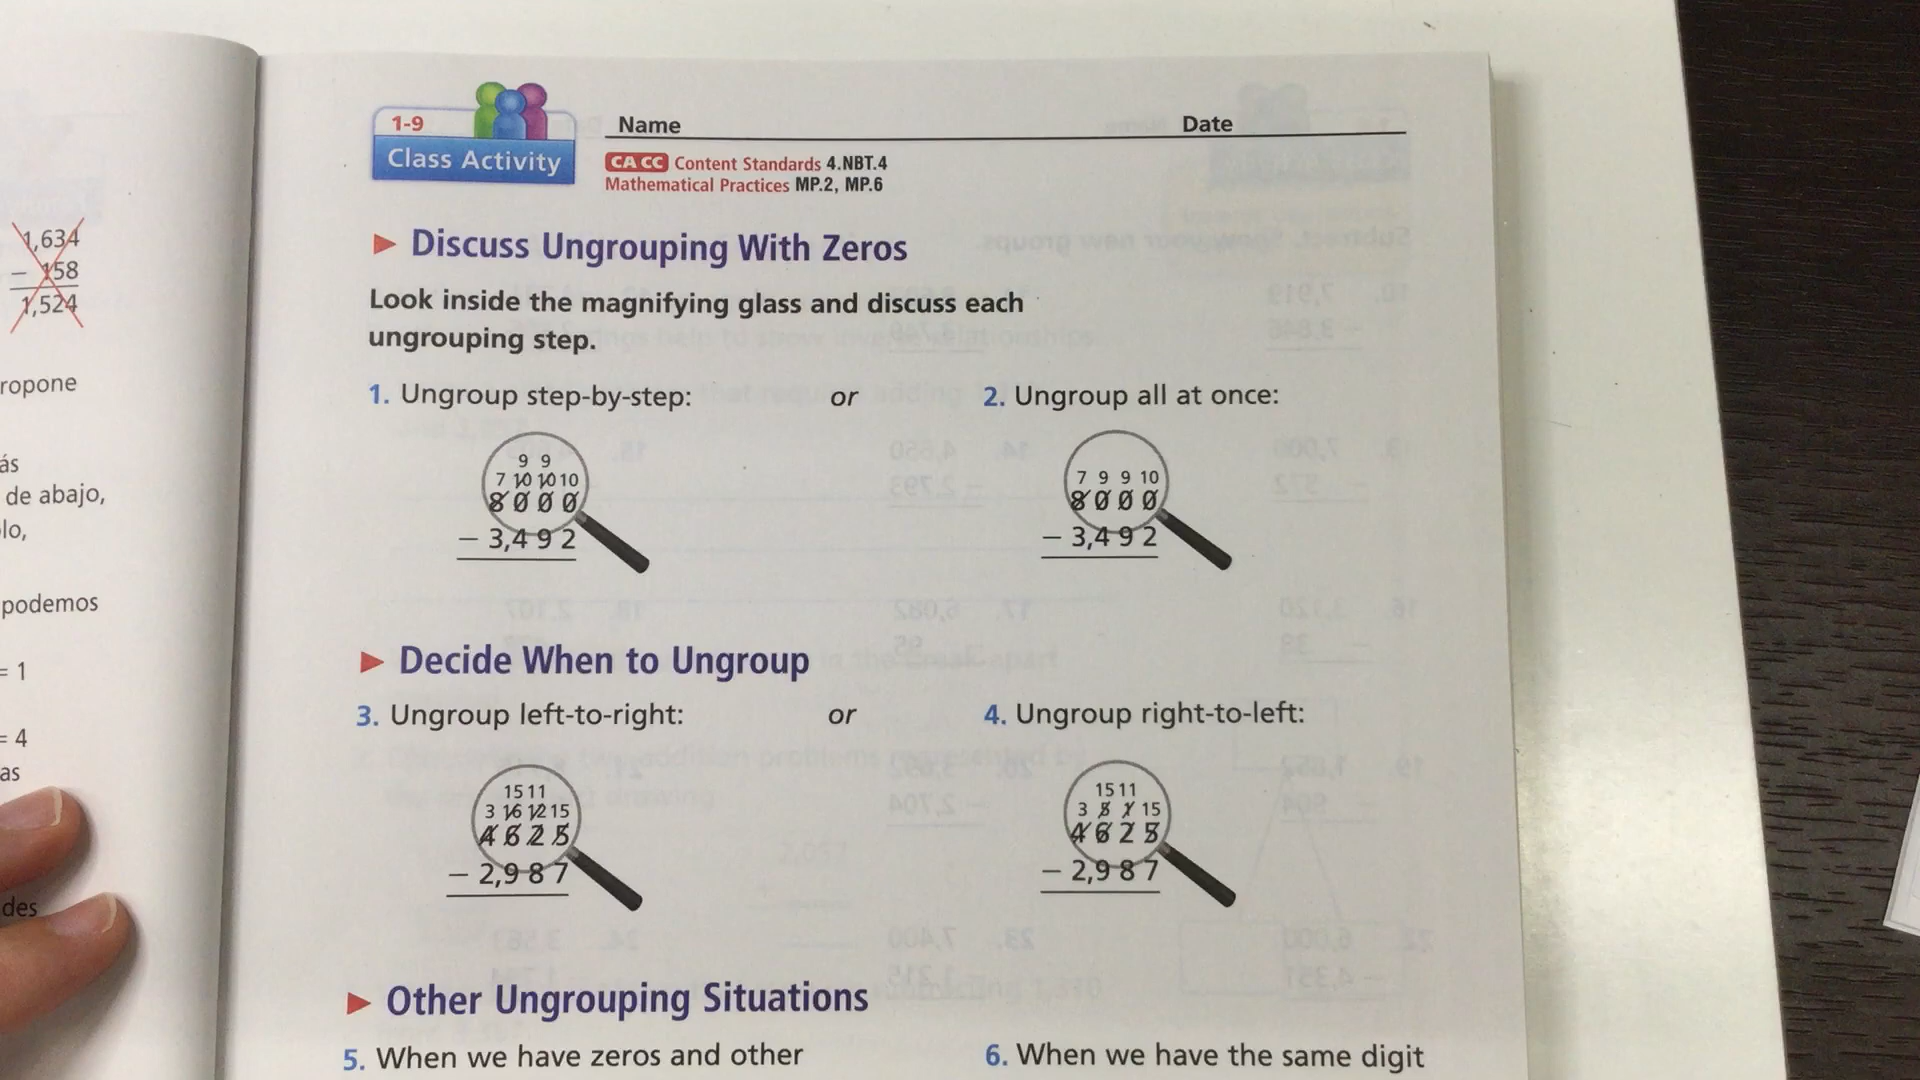 1,634
- 158
1,524
ropone
ás
de abajo,
lo,
podemos
= 1
= 4
as
des
1-9
Class Activity
Name Date
CA CC Content Standards 4.NBT.4
Mathematical Practices MP.2, MP.6
Discuss Ungrouping With Zeros
Look inside the magnifying glass and discuss each
ungrouping step.
1. Ungroup step-by-step: or 2. Ungroup all at once:
9 9
7 10 10 10
8 0 0 0
- 3,4 9 2
7 9 9 10
8 0 0 0
- 3,4 9 2
Decide When to Ungroup
3. Ungroup left-to-right: or 4. Ungroup right-to-left:
15 11
3 16 12 15
4 6 2 5
- 2,9 8 7
15 11
3 5 1 15
4 6 2 5
- 2,9 8 7
Other Ungrouping Situations
5. When we have zeros and other 6. When we have the same digit